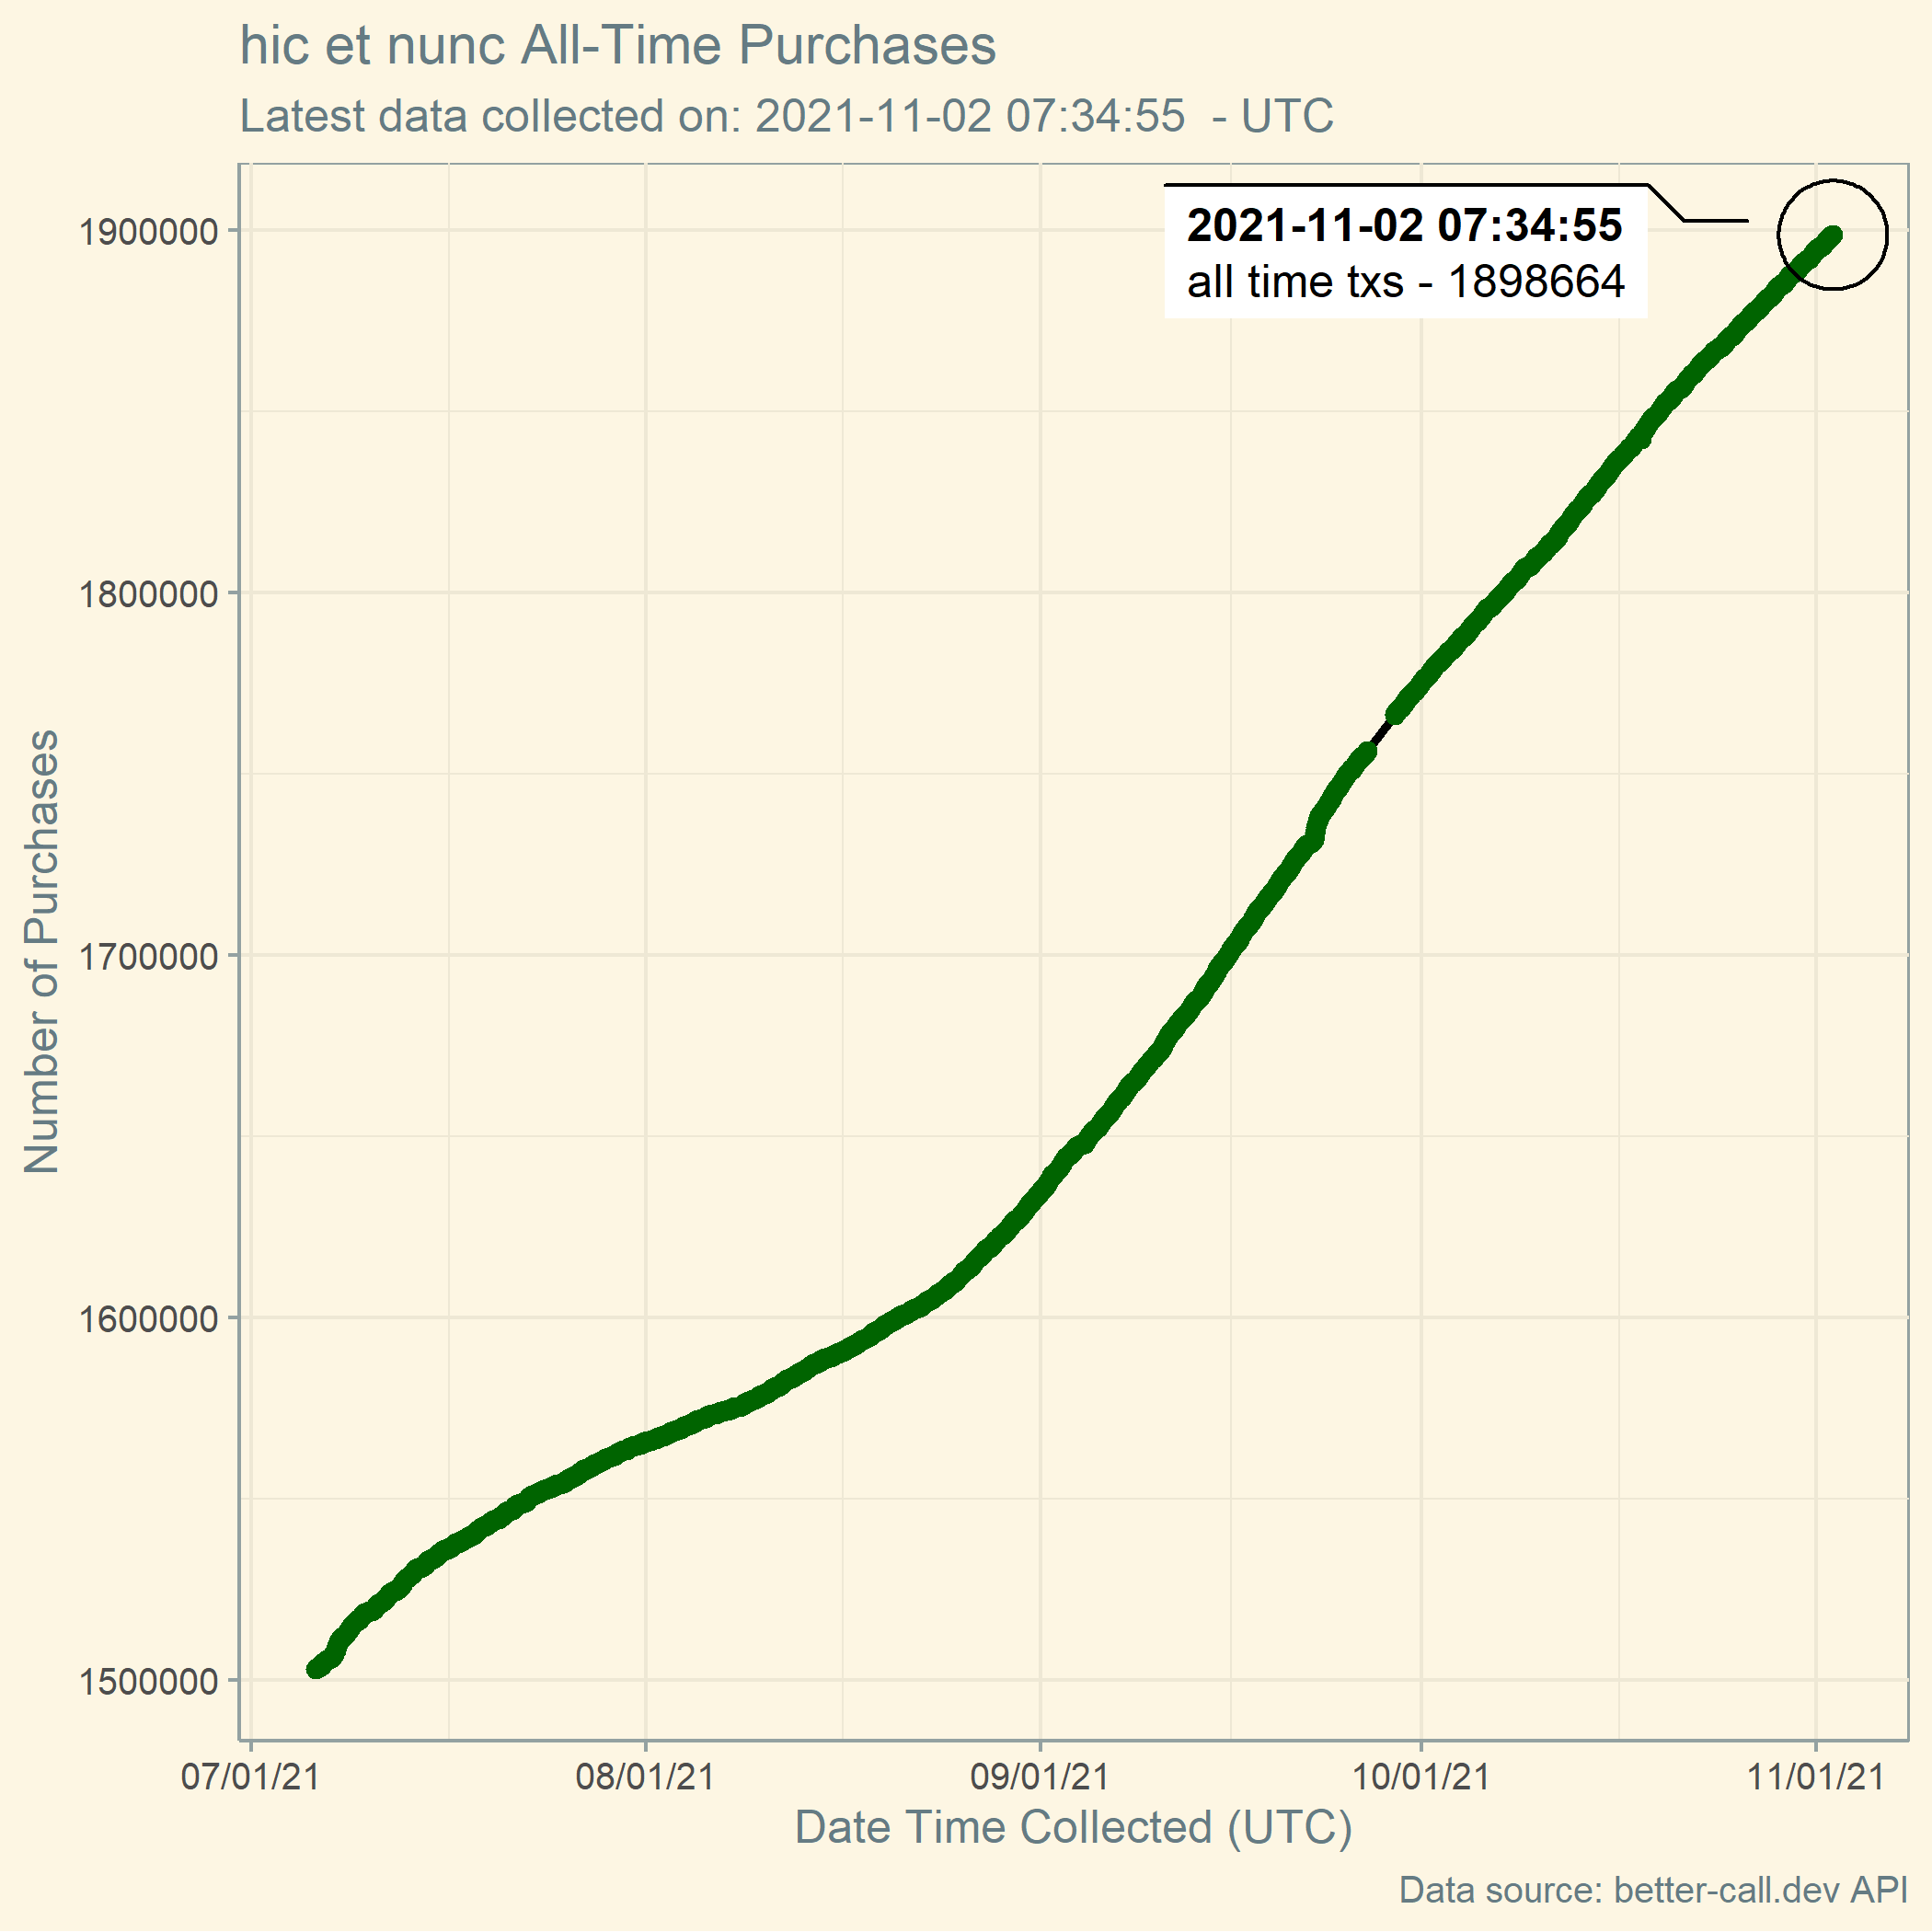 hic et nunc All-Time Purchases
Latest data collected on: 2021-11-02 07:34:55  - UTC
2021-11-02 07:34:55
all time txs - 1898664
1900000
1800000
1700000
1600000
1500000
Number of Purchases
07/01/21
08/01/21
09/01/21
10/01/21
11/01/21
Date Time Collected (UTC)
Data source: better-call.dev API